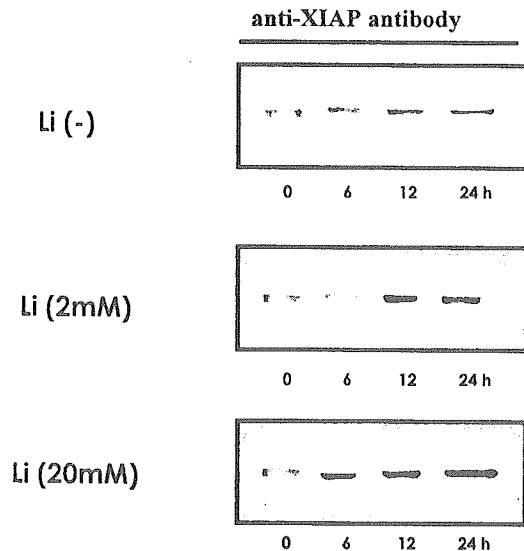 anti-XIAP antibody
Li (-)
0 6 12 24 h
Li (2mM)
0 6 12 24 h
Li (20mM)
0 6 12 24 h